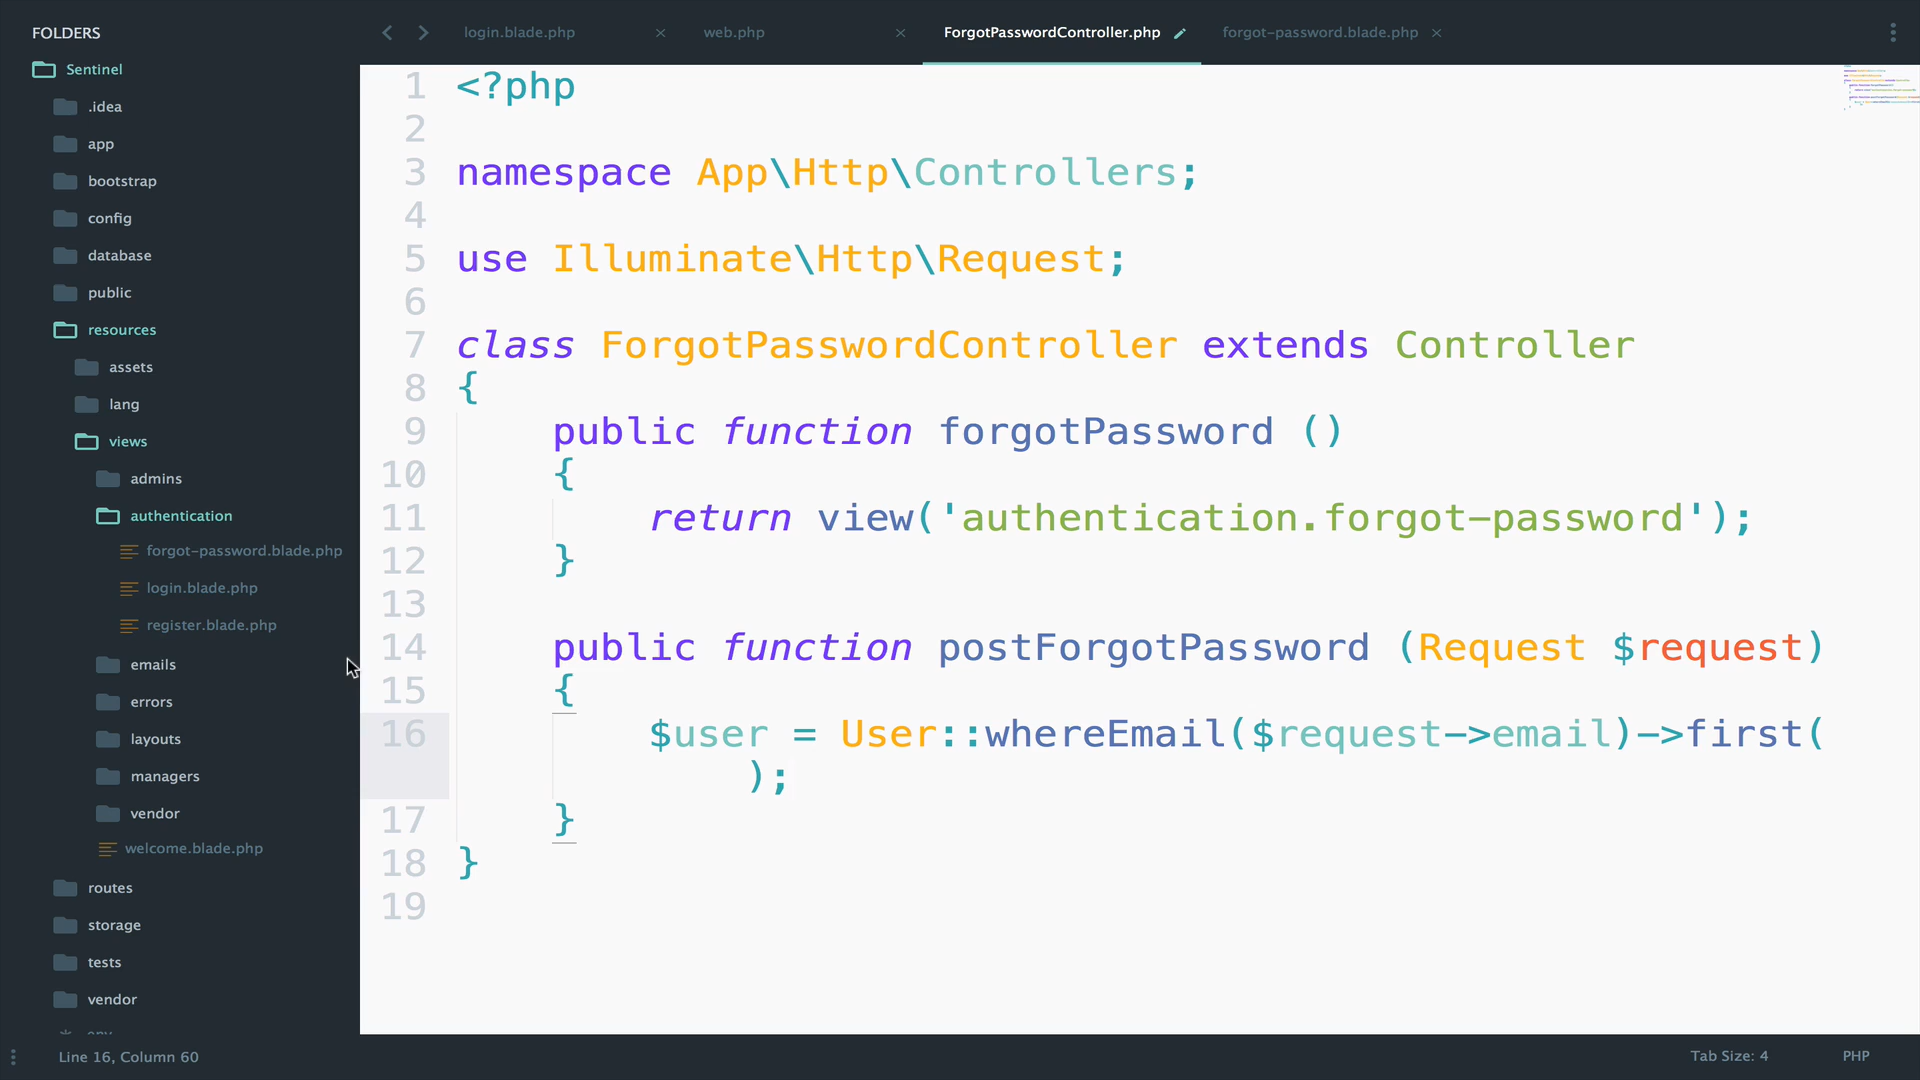 FOLDERS
Sentinel
.idea
app
bootstrap
config
database
public
resources
assets
lang
views
admins
authentication
forgot-password.blade.php
login.blade.php
register.blade.php
emails
errors
layouts
managers
vendor
welcome.blade.php
routes
storage
tests
vendor
login.blade.php
web.php
ForgotPasswordController.php
forgot-password.blade.php
1 <?php
2
3 namespace App\Http\Controllers;
4
5 use Illuminate\Http\Request;
6
7 class ForgotPasswordController extends Controller
8 {
9 public function forgotPassword ()
10 {
11 return view('authentication.forgot-password');
12 }
13
14 public function postForgotPassword (Request $request)
15 {
16 $user = User::whereEmail($request->email)->first(
);
17 }
18 }
19
Line 16, Column 60
Tab Size: 4
PHP